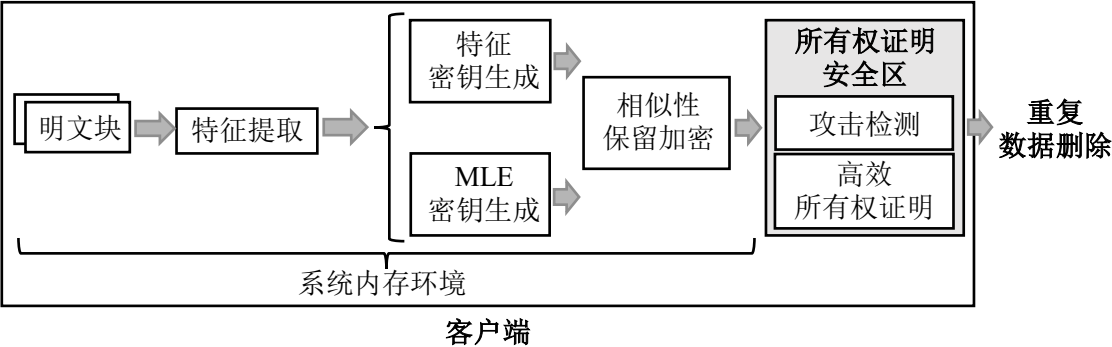 明文块
特征提取
特征
密钥生成
MLE
密钥生成
相似性
保留加密
所有权证明
安全区
攻击检测
高效
所有权证明
重复
数据删除
系统内存环境
客户端